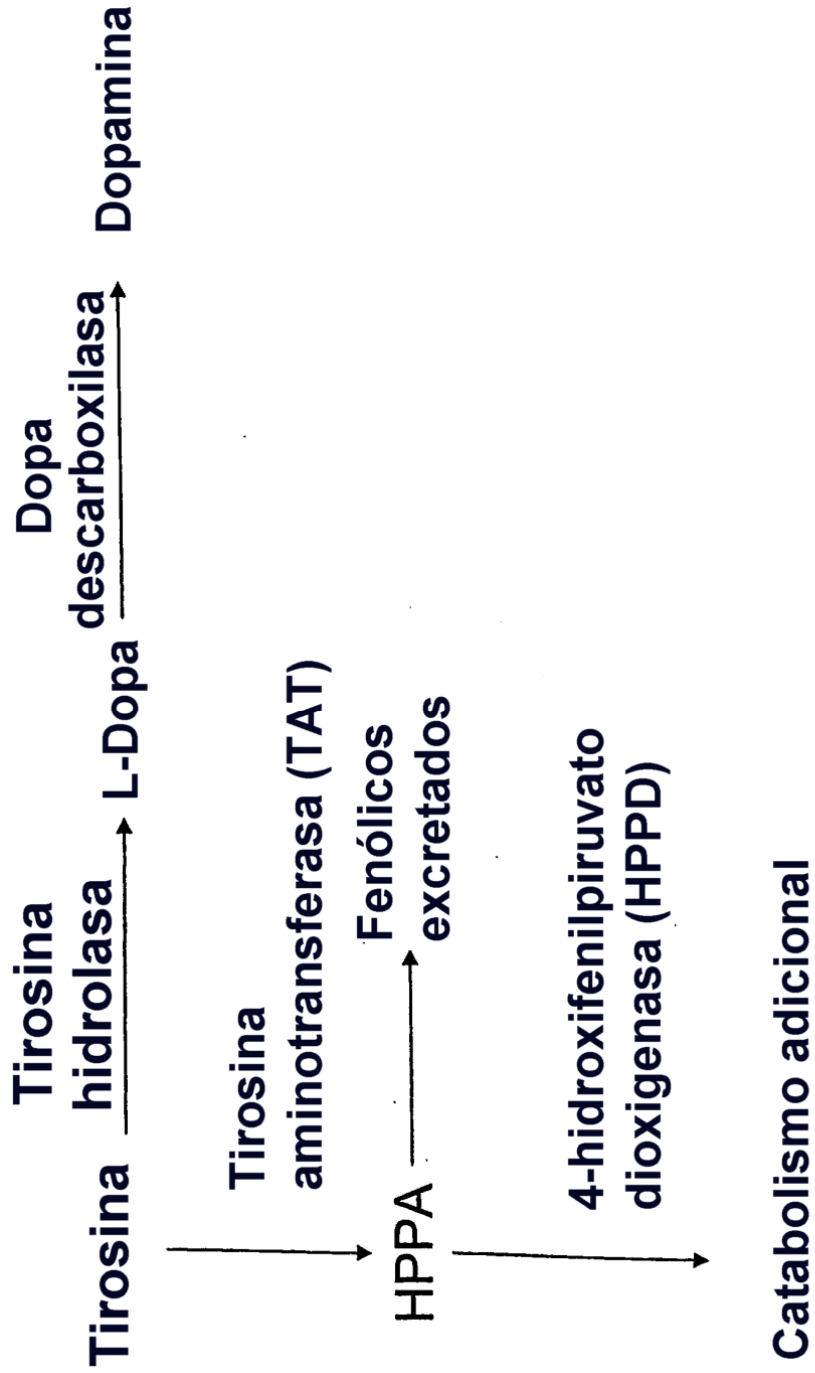 Tirosina
hidrolasa
Dopa
descarboxilasa
Tirosina
L-Dopa
Dopamina
Tirosina
aminotransferasa (TAT)
HPPA
Fenólicos
excretados
4-hidroxifenilpiruvato
dioxigenasa (HPPD)
Catabolismo adicional